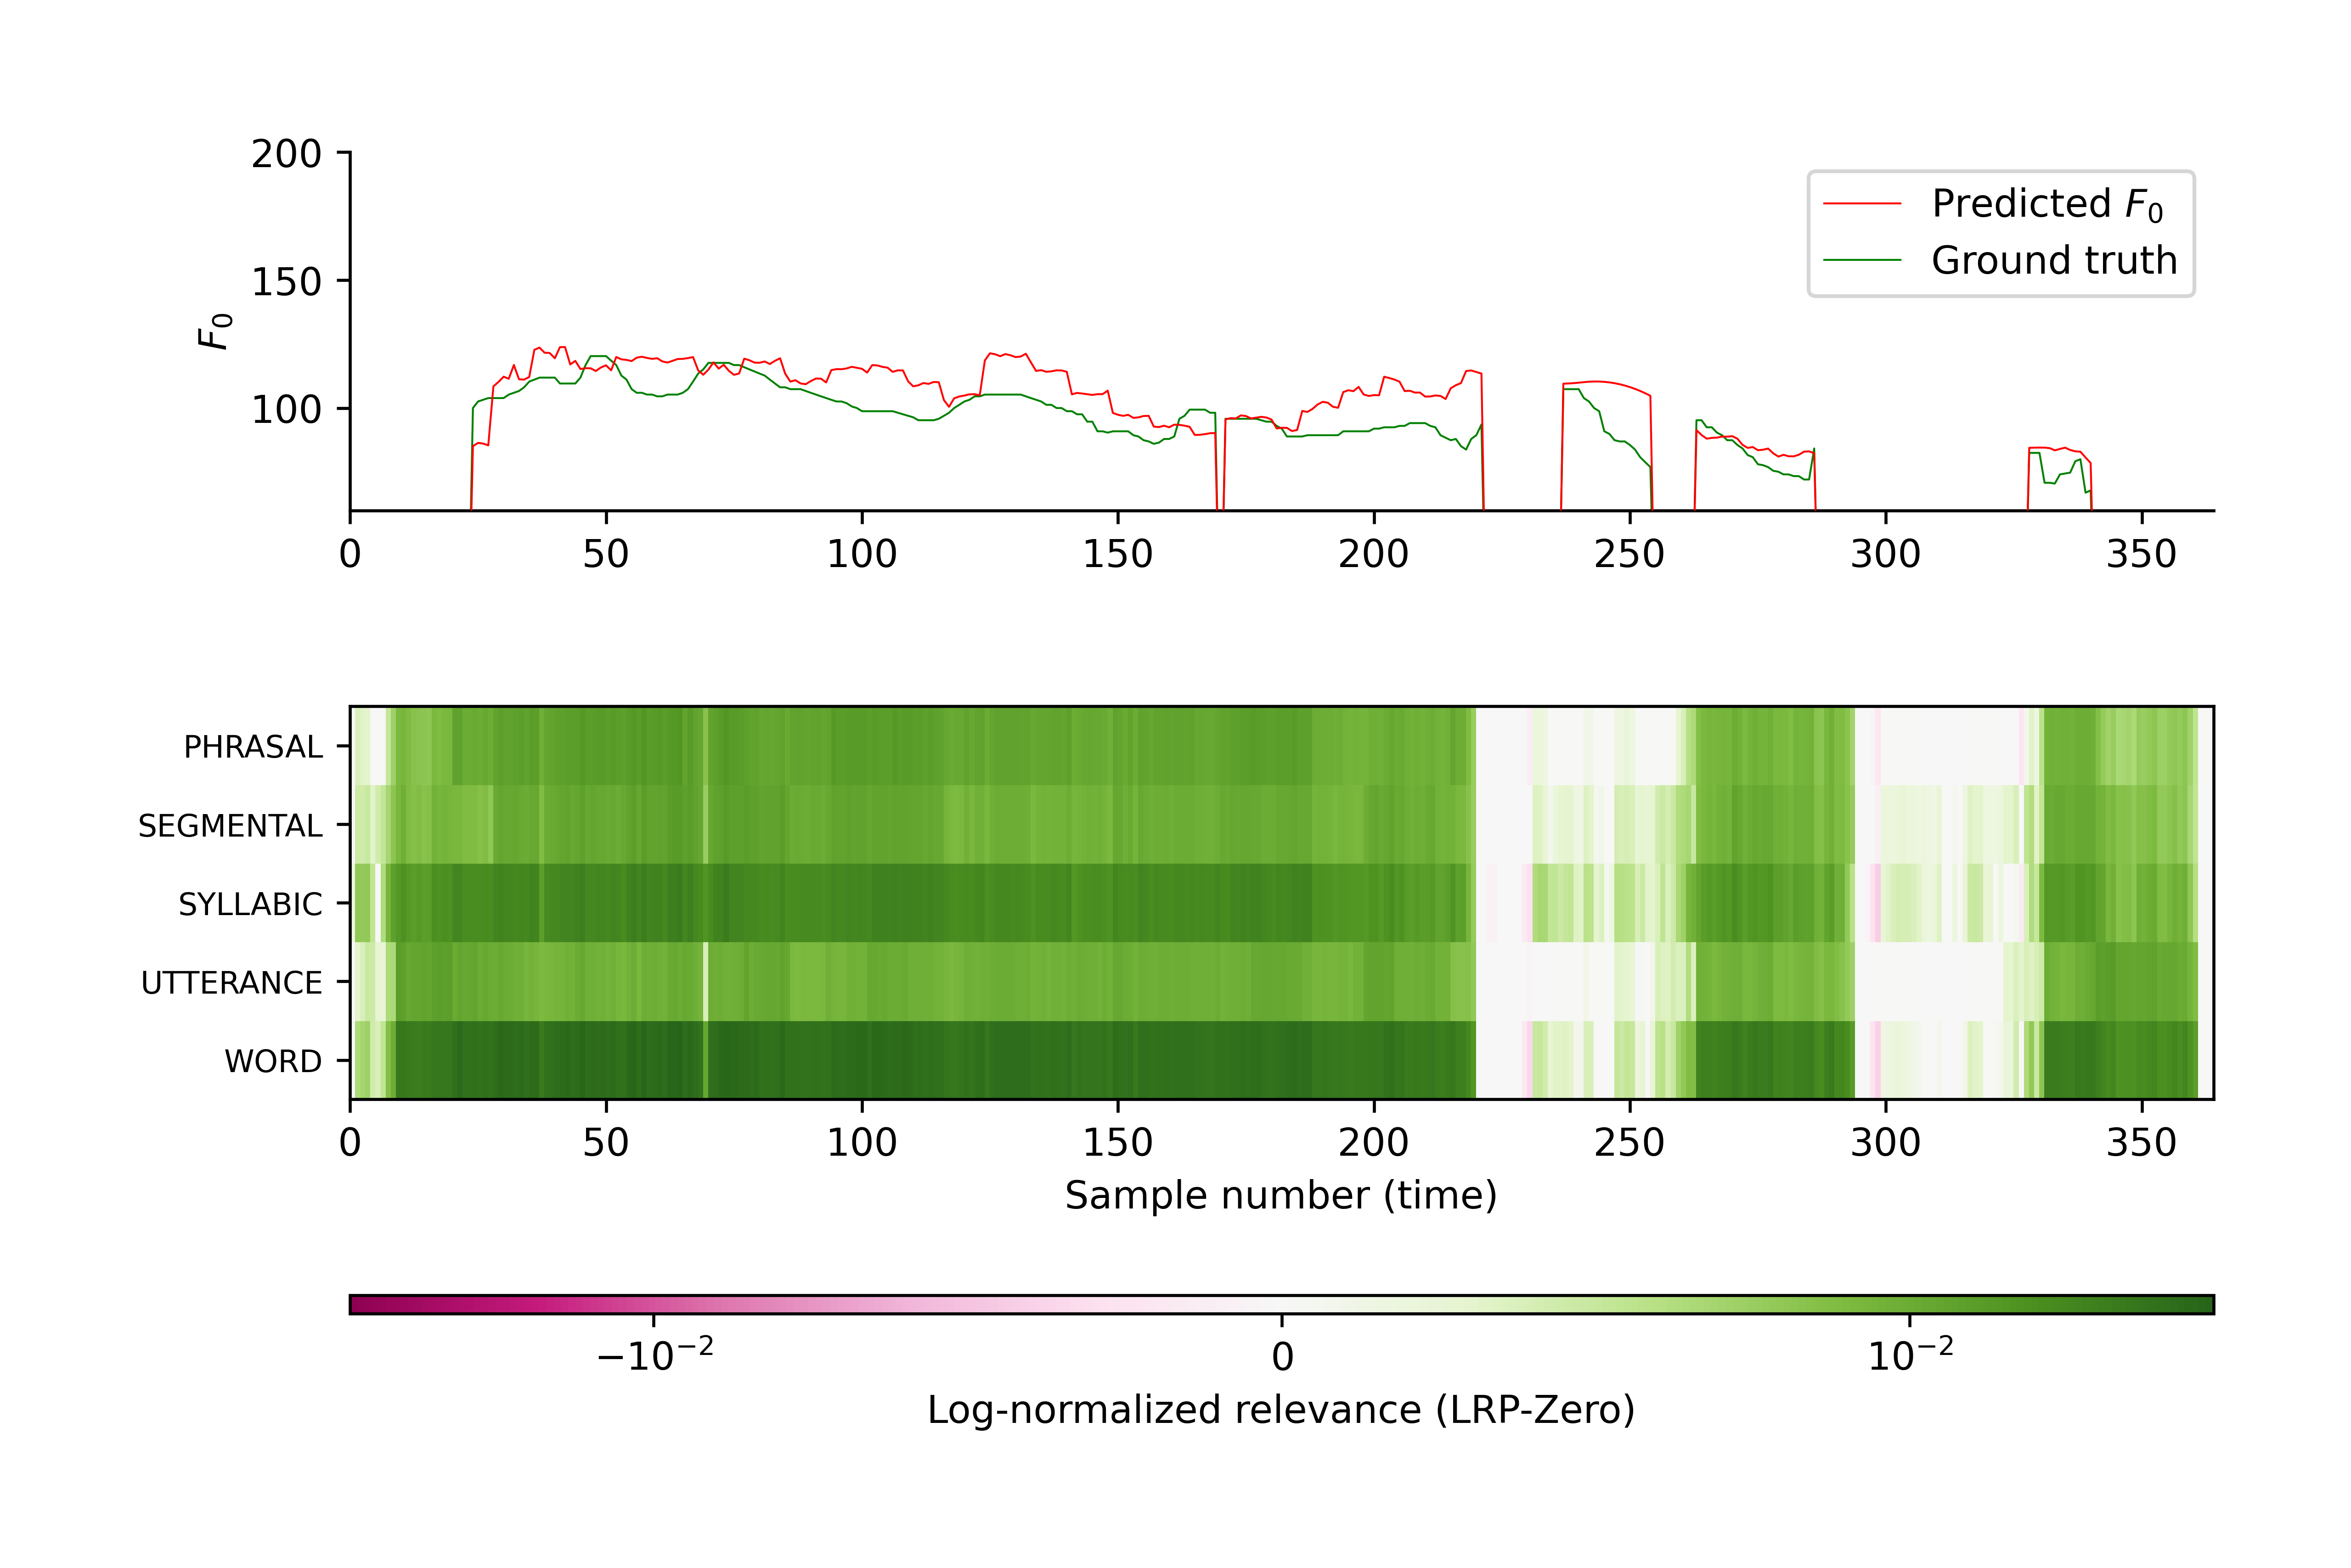 200
150
100
F₀
Predicted F₀
Ground truth
0 50 100 150 200 250 300 350
PHRASAL
SEGMENTAL
SYLLABIC
UTTERANCE
WORD
0 50 100 150 200 250 300 350
Sample number (time)
−10⁻² 0 10⁻²
Log-normalized relevance (LRP-Zero)